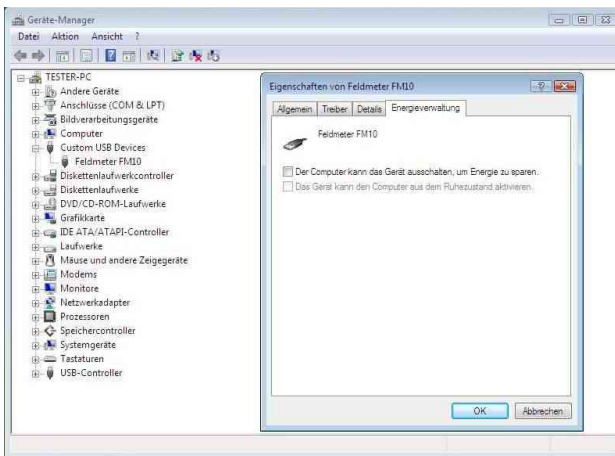 Geräte-Manager
Datei Aktion Ansicht ?
TESTER-PC
Andere Geräte
Anschlüsse (COM & LPT)
Bildverarbeitungsgeräte
Computer
Custom USB Devices
Feldmeter FM10
Diskettenlaufwerkcontroller
Diskettenlaufwerke
DVD/CD-ROM-Laufwerke
Grafikkarte
IDE ATA/ATAPI-Controller
Laufwerke
Mäuse und andere Zeigegeräte
Modems
Monitore
Netzwerkadapter
Prozessoren
Speichercontroller
Systemgeräte
Tastaturen
USB-Controller
Eigenschaften von Feldmeter FM10
Allgemein Treiber Details Energieverwaltung
Feldmeter FM10
Der Computer kann das Gerät ausschalten, um Energie zu sparen.
Das Gerät kann den Computer aus dem Ruhezustand aktivieren.
OK Abbrechen